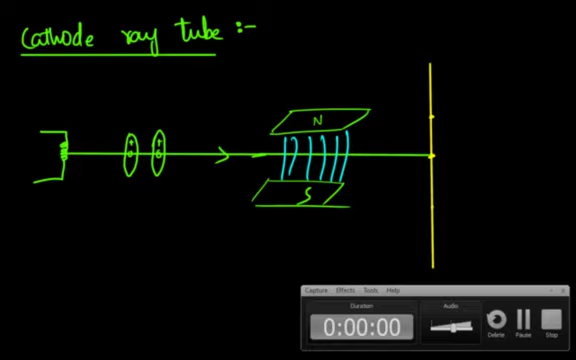 Cathode ray tube :-
N
+ +
S
Capture Effects Tools Help
Duration Audio
0:00:00
Delete Pause Stop